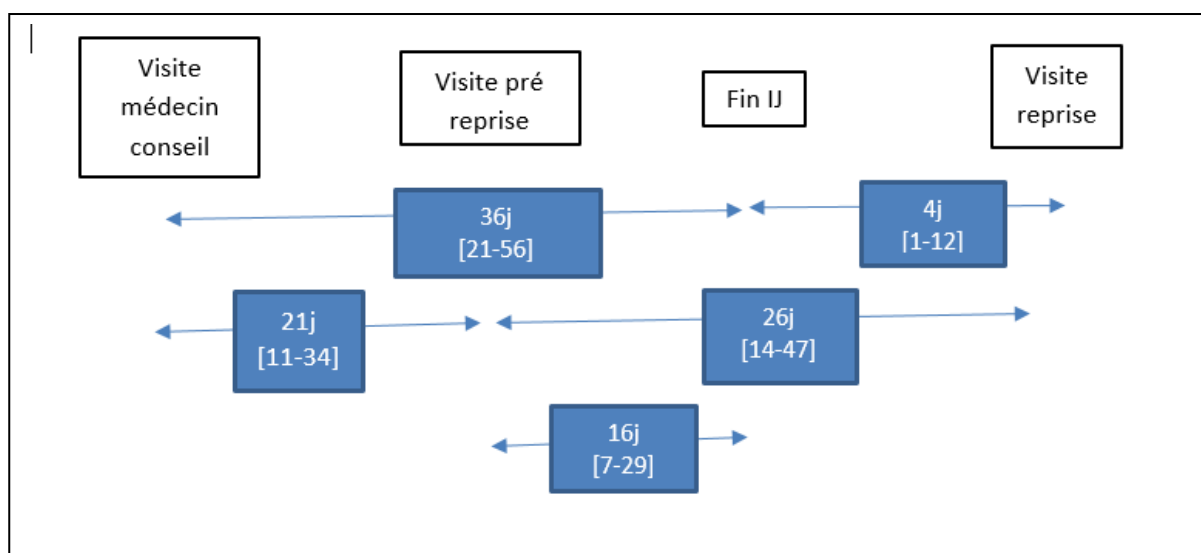 Visite
médecin
conseil
Visite pré
reprise
Fin IJ
Visite
reprise
36j
[21-56]
4j
[1-12]
21j
[11-34]
26j
[14-47]
16j
[7-29]